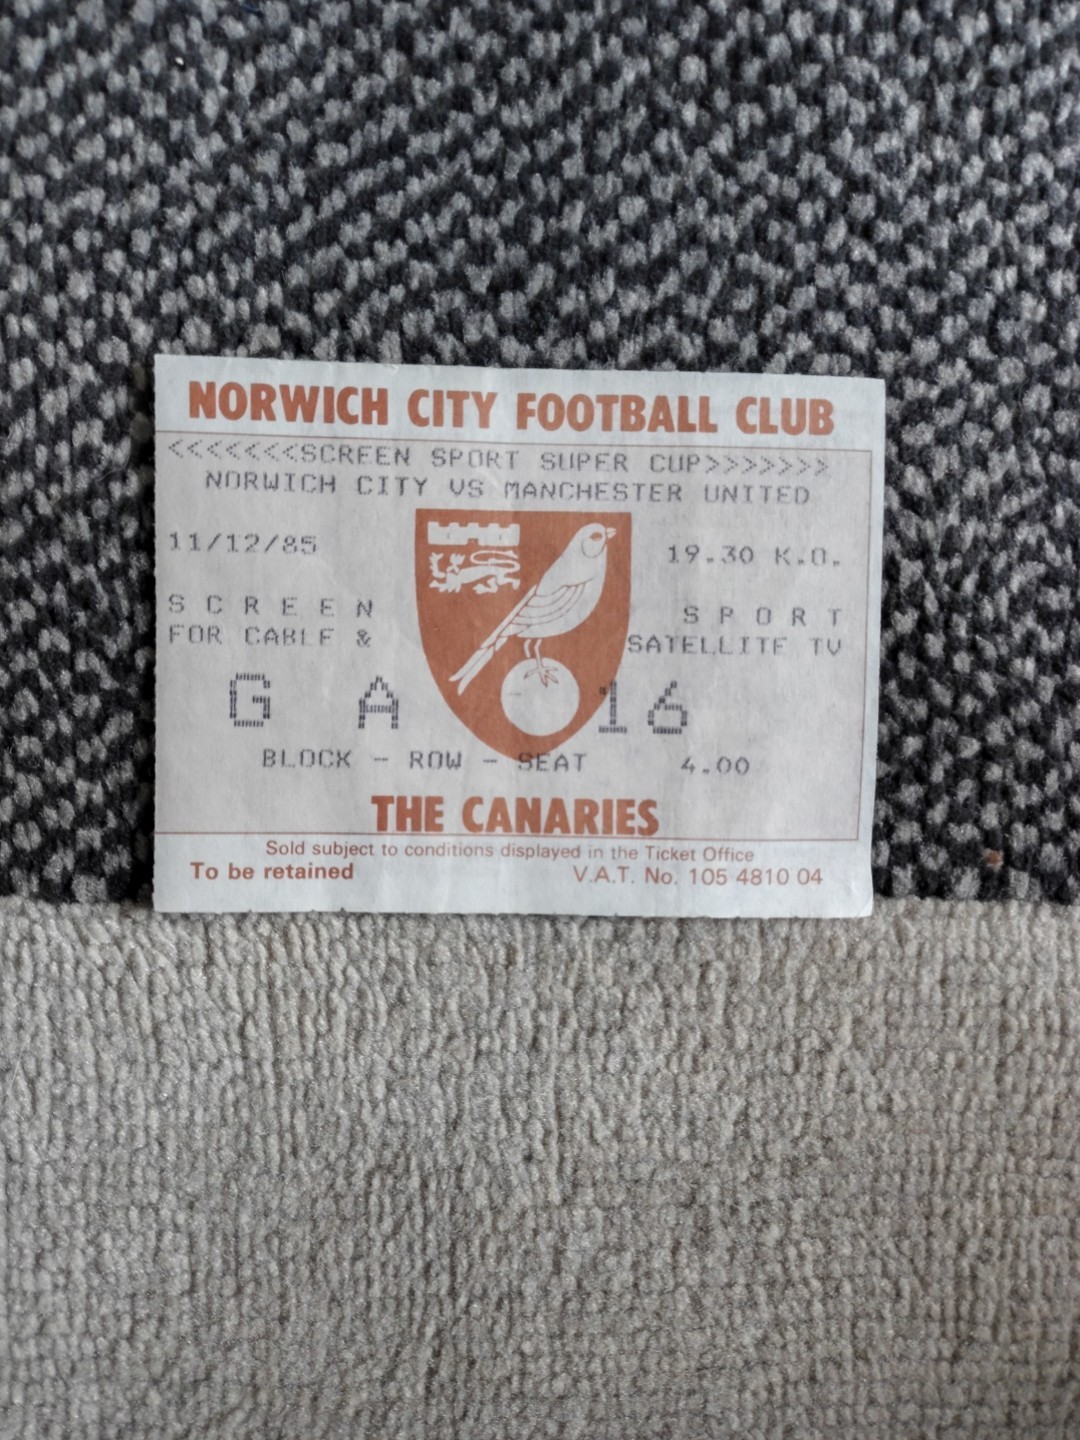 NORWICH CITY FOOTBALL CLUB
<<<<<<<SCREEN SPORT SUPER CUP>>>>>>>
NORWICH CITY VS MANCHESTER UNITED
11/12/85 19.30 K.O.
S C R E E N S P O R T
FOR CABLE & SATELLITE TV
G A 16
BLOCK - ROW - SEAT 4.00
THE CANARIES
Sold subject to conditions displayed in the Ticket Office
To be retained V.A.T. No. 105 4810 04